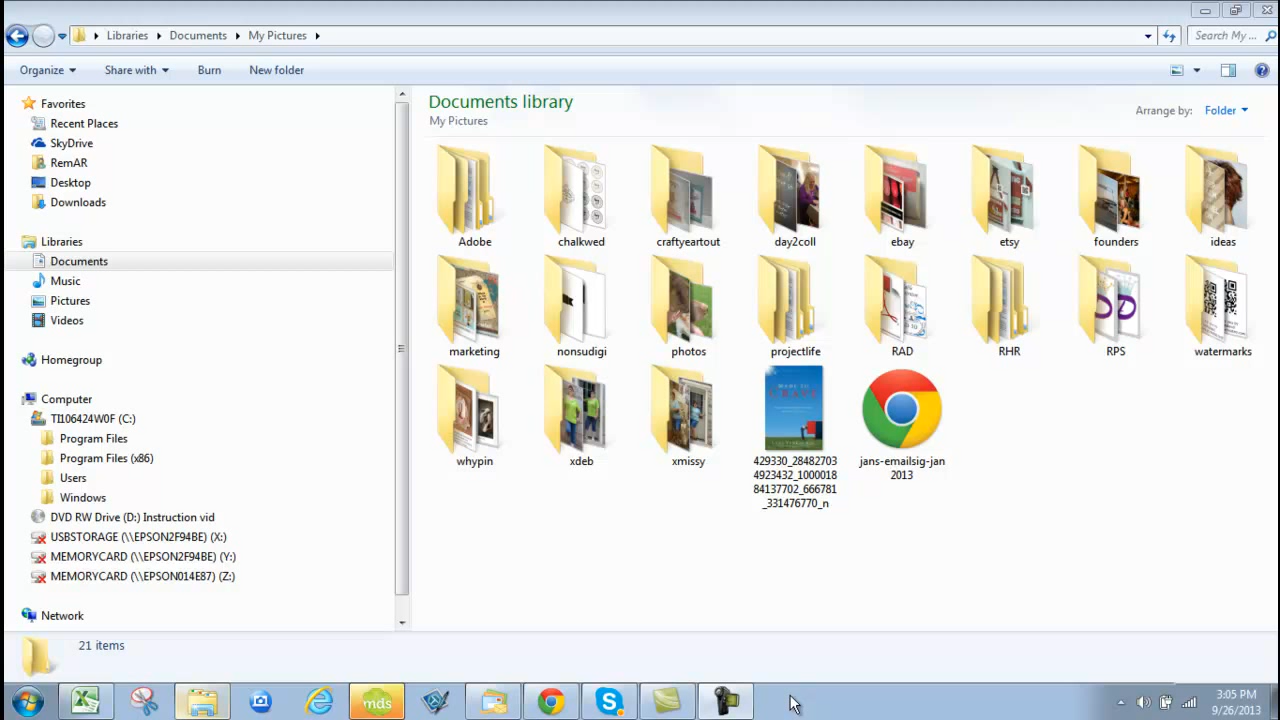 Libraries Documents My Pictures
Search My ...
Organize Share with Burn New folder
Favorites
Recent Places
SkyDrive
RemAR
Desktop
Downloads
Libraries
Documents
Music
Pictures
Videos
Homegroup
Computer
TI106424W0F (C:)
Program Files
Program Files (x86)
Users
Windows
DVD RW Drive (D:) Instruction vid
USBSTORAGE (\\EPSON2F94BE) (X:)
MEMORYCARD (\\EPSON2F94BE) (Y:)
MEMORYCARD (\\EPSON014E87) (Z:)
Network
Documents library
My Pictures
Arrange by: Folder
Adobe chalkwed craftyeartout day2coll ebay etsy founders ideas
marketing nonsudigi photos projectlife RAD RHR RPS watermarks
whypin xdeb xmissy
429330_28482703
4923432_1000018
84137702_666781
_331476770_n
jans-emailsig-jan
2013
21 items
mds
3:05 PM
9/26/2013